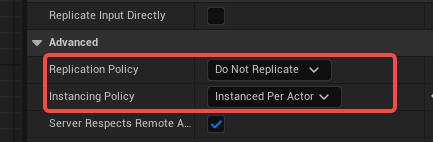 Replicate Input Directly
Advanced
Replication Policy Do Not Replicate
Instancing Policy Instanced Per Actor
Server Respects Remote A...